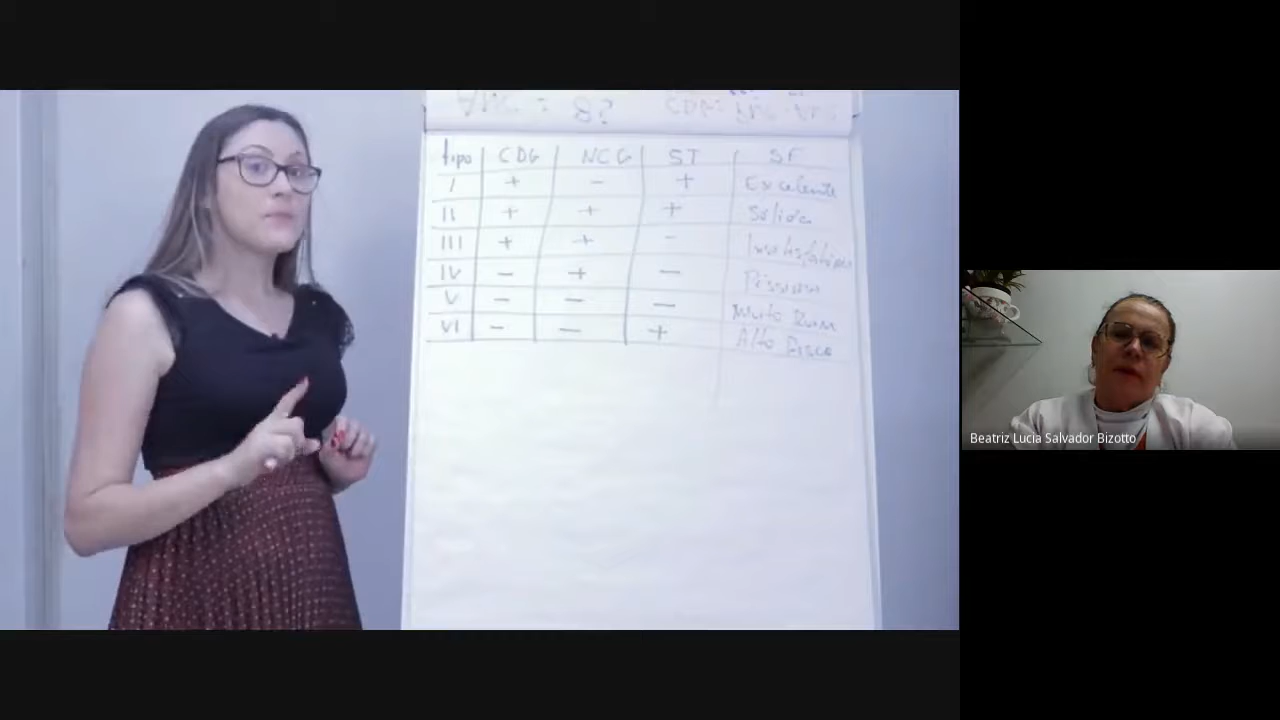 tipo CDG NCG ST SF
I + - + Excelente
II + + + Sólida
III + + - Insatisfatória
IV - + - Péssima
V - - - Muito Ruim
VI - - + Alto Risco
Beatriz Lucia Salvador Bizotto